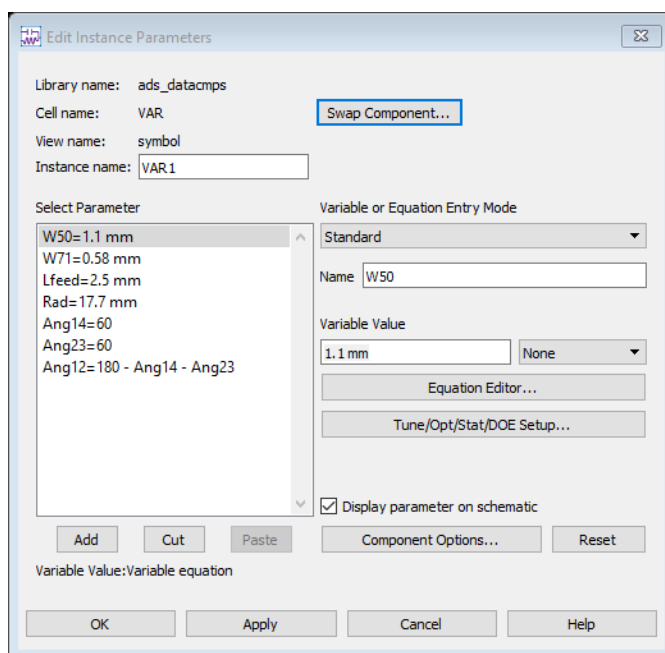 Edit Instance Parameters
Library name: ads_datacmps
Cell name: VAR
Swap Component...
View name: symbol
Instance name: VAR1
Select Parameter
Variable or Equation Entry Mode
W50=1.1 mm
W71=0.58 mm
Lfeed=2.5 mm
Rad=17.7 mm
Ang14=60
Ang23=60
Ang12=180 - Ang14 - Ang23
Standard
Name W50
Variable Value
1.1 mm None
Equation Editor...
Tune/Opt/Stat/DOE Setup...
Display parameter on schematic
Add Cut Paste Component Options... Reset
Variable Value:Variable equation
OK Apply Cancel Help